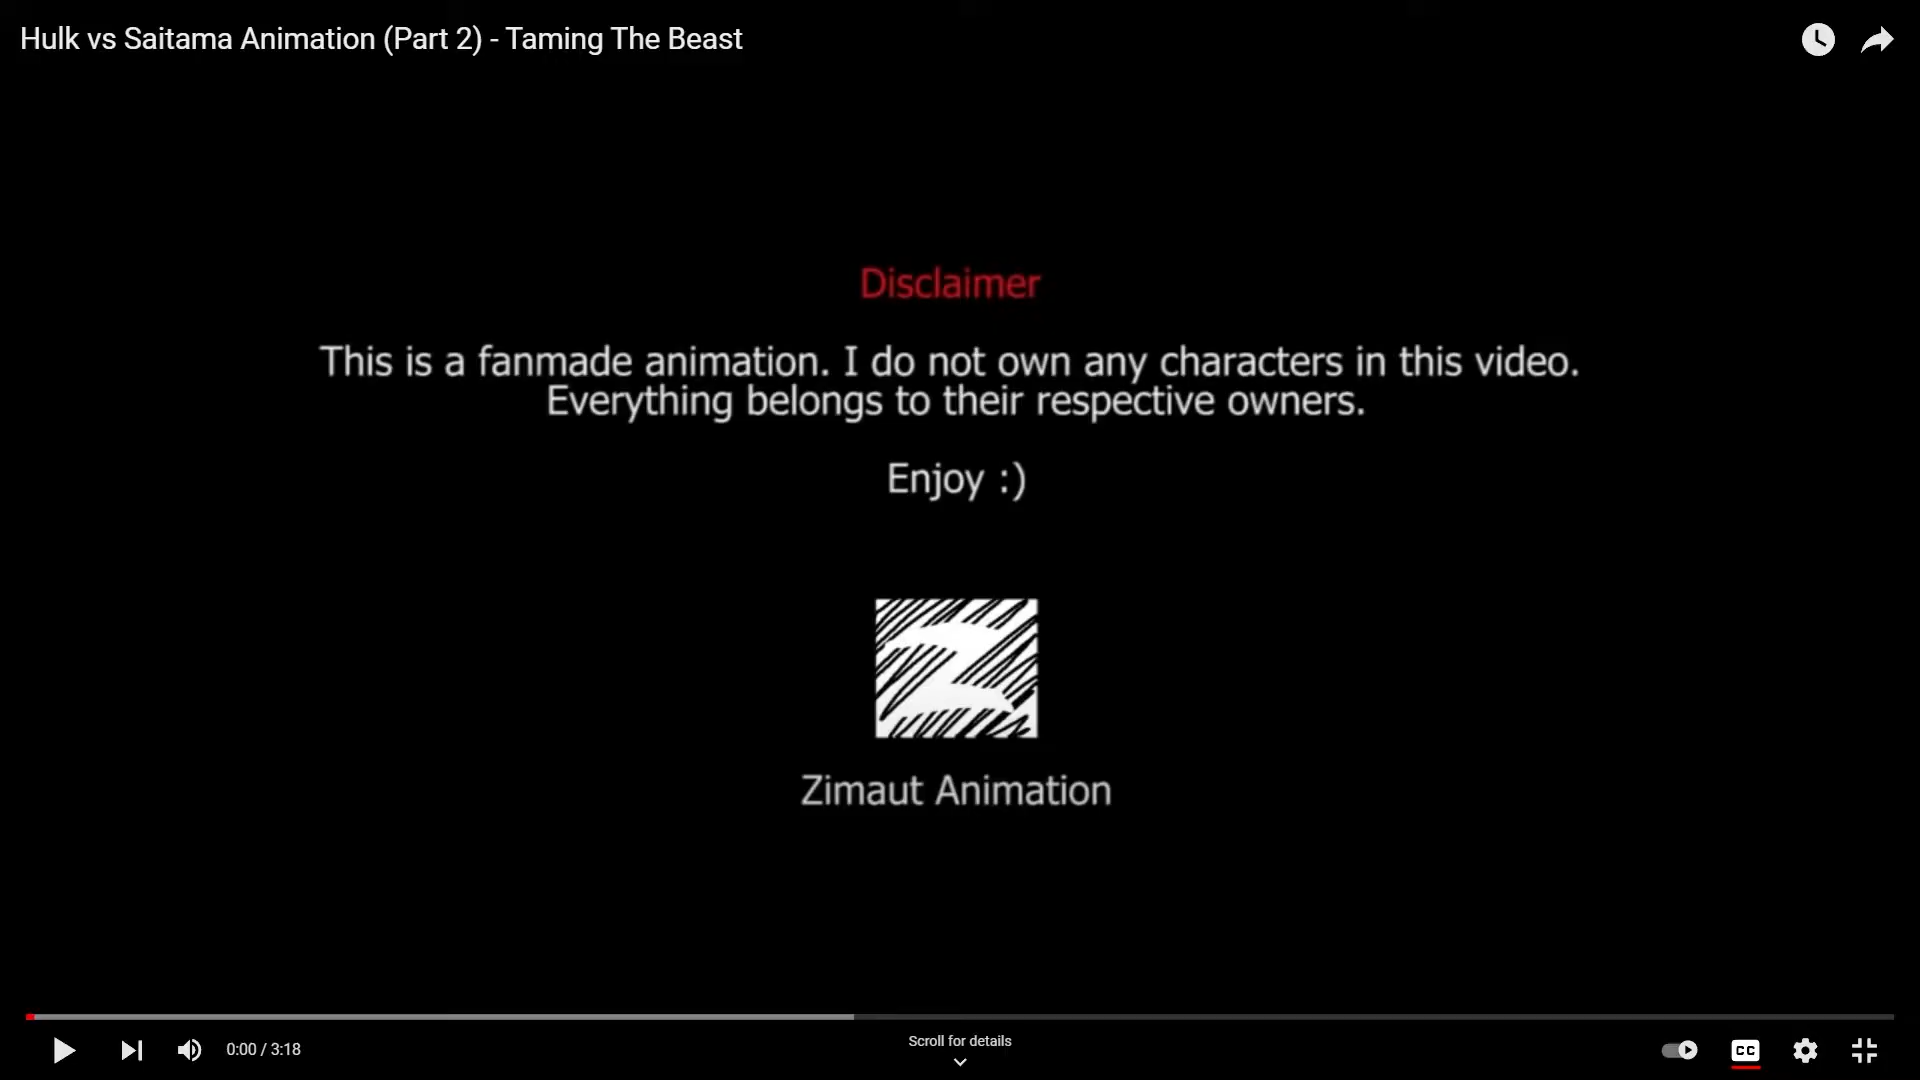 Hulk vs Saitama Animation (Part 2) - Taming The Beast
Disclaimer
This is a fanmade animation. I do not own any characters in this video.
Everything belongs to their respective owners.
Enjoy :)
Zimaut Animation
0:00 / 3:18
Scroll for details
CC